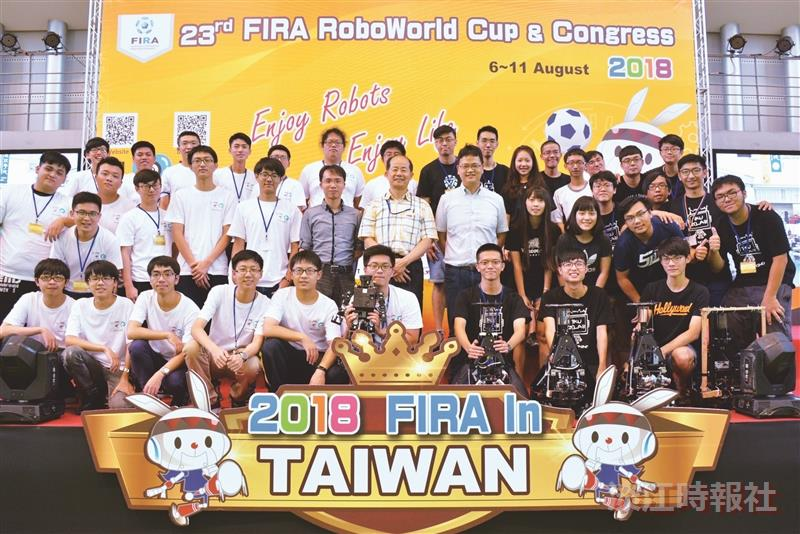 FIRA
23rd FIRA RoboWorld Cup & Congress
6~11 August 2018
Enjoy Robots
Enjoy Life
Hollywood
2018 FIRA In
TAIWAN
淡江時報社